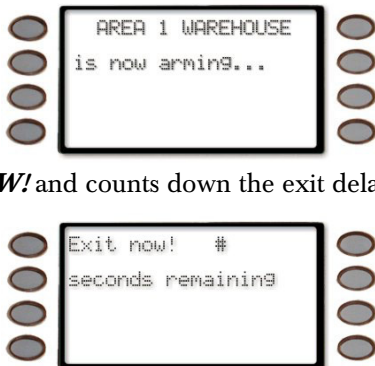 AREA 1 WAREHOUSE
is now arming...
W! and counts down the exit dela
Exit now! #
seconds remaining